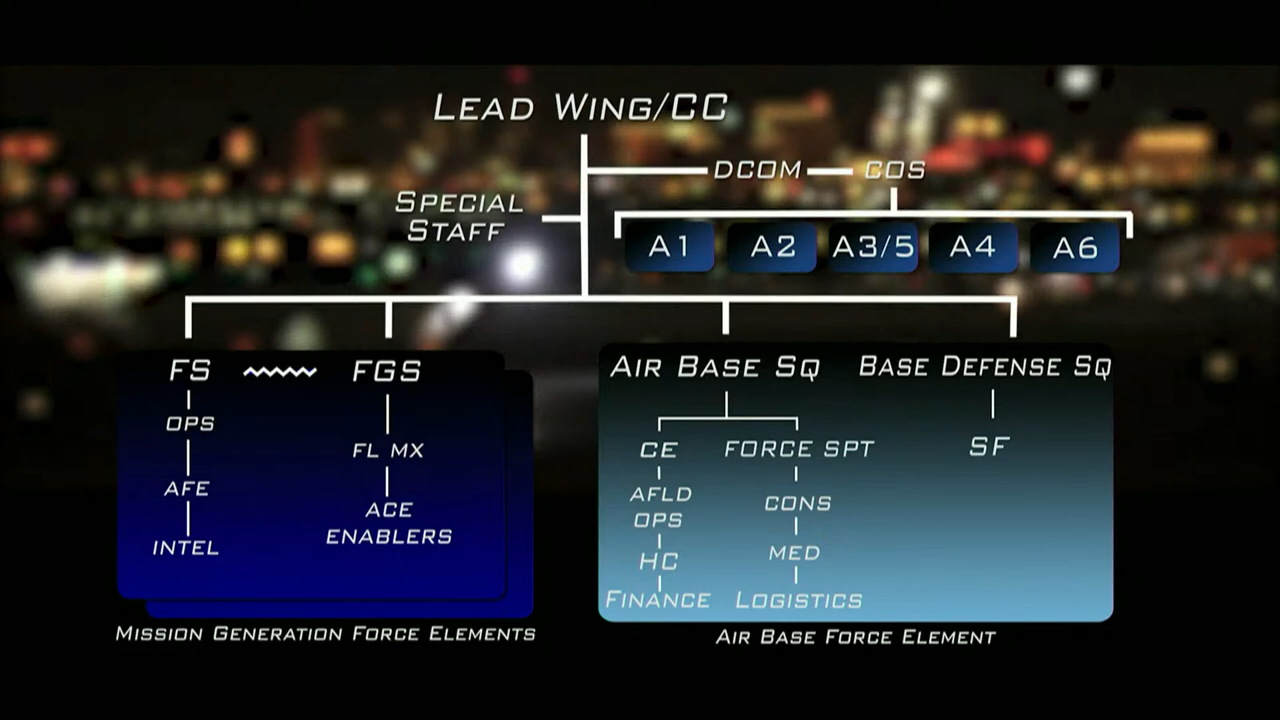 LEAD WING/CC
DCOM COS
SPECIAL
STAFF
A1 A2 A3/5 A4 A6
FS FGS
OPS
AFE
INTEL
FL MX
ACE
ENABLERS
MISSION GENERATION FORCE ELEMENTS
AIR BASE SQ BASE DEFENSE SQ
CE FORCE SPT SF
AFLD
OPS
HC
FINANCE
CONS
MED
LOGISTICS
AIR BASE FORCE ELEMENT